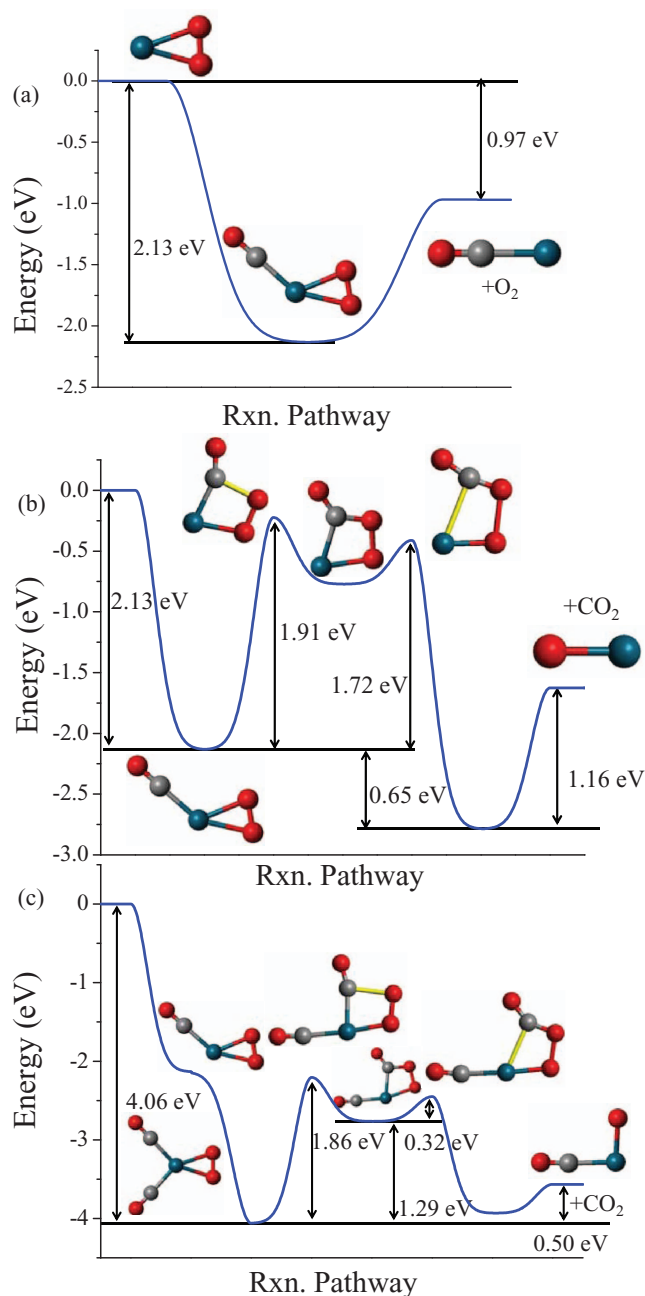 (a)
Energy (eV)
0.0
-0.5
-1.0
-1.5
-2.0
-2.5
2.13 eV
0.97 eV
+O₂
Rxn. Pathway
(b)
Energy (eV)
0.0
-0.5
-1.0
-1.5
-2.0
-2.5
-3.0
2.13 eV
1.91 eV
1.72 eV
0.65 eV
+CO₂
1.16 eV
Rxn. Pathway
(c)
Energy (eV)
0
-1
-2
-3
-4
4.06 eV
1.86 eV
0.32 eV
1.29 eV
+CO₂
0.50 eV
Rxn. Pathway